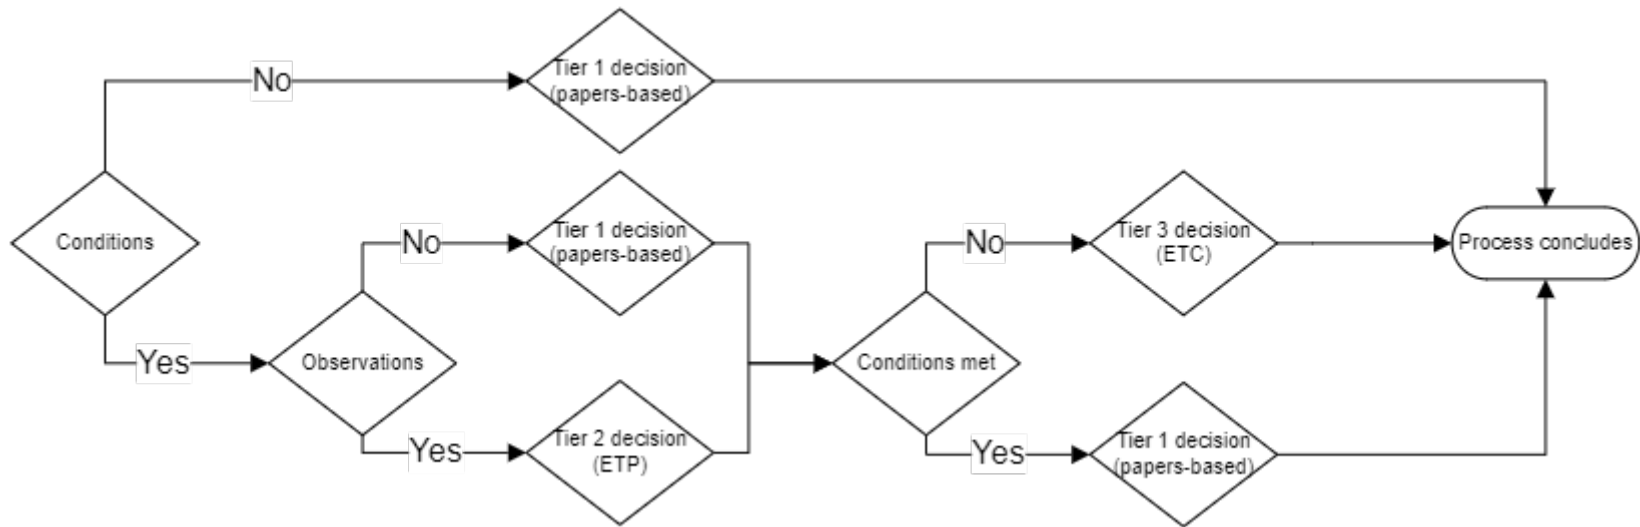 No
Tier 1 decision
(papers-based)
Conditions
No
Tier 1 decision
(papers-based)
No
Tier 3 decision
(ETC)
Process concludes
Yes
Observations
Conditions met
Yes
Tier 2 decision
(ETP)
Yes
Tier 1 decision
(papers-based)